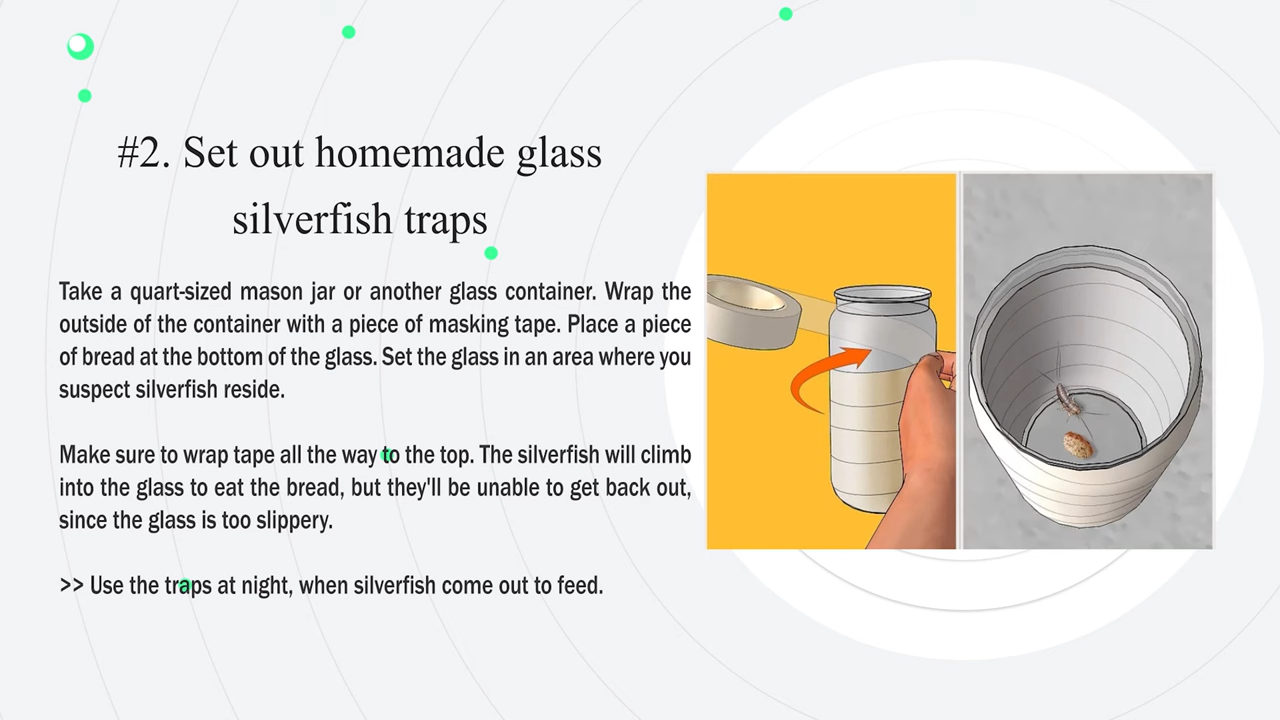 #2. Set out homemade glass
silverfish traps
Take a quart-sized mason jar or another glass container. Wrap the
outside of the container with a piece of masking tape. Place a piece
of bread at the bottom of the glass. Set the glass in an area where you
suspect silverfish reside.
Make sure to wrap tape all the way to the top. The silverfish will climb
into the glass to eat the bread, but they'll be unable to get back out,
since the glass is too slippery.
>> Use the traps at night, when silverfish come out to feed.